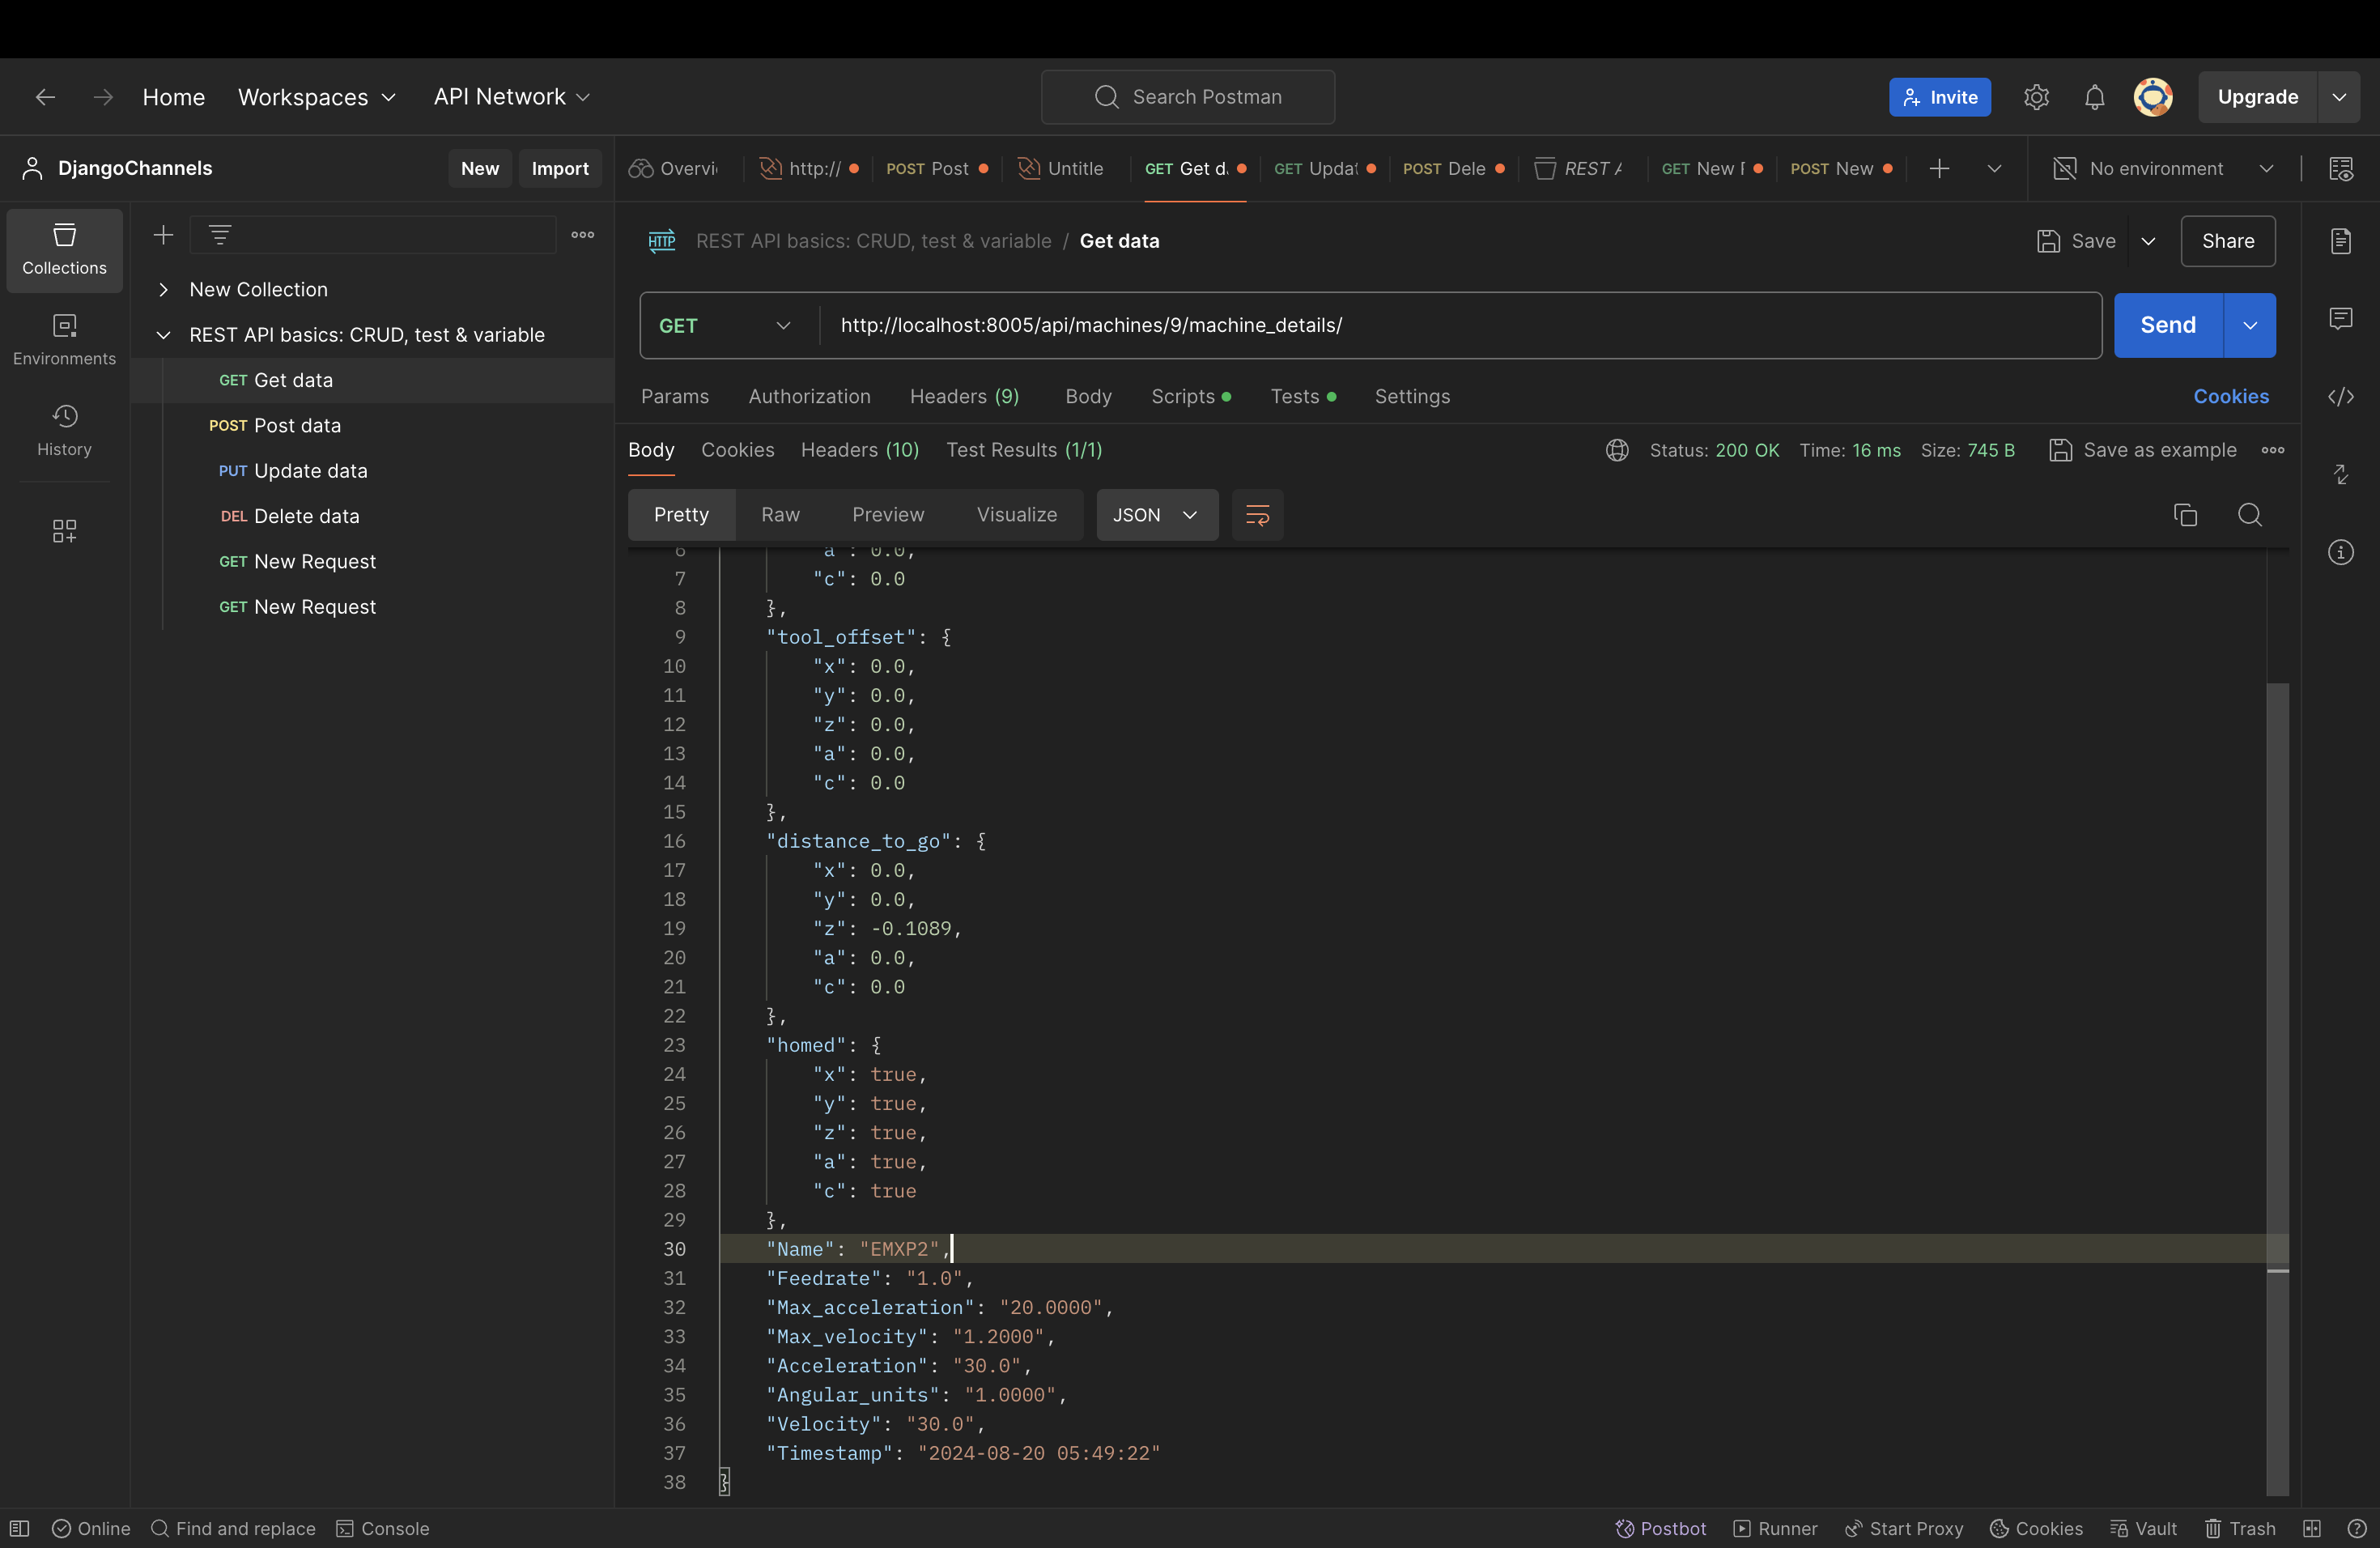 Home Workspaces API Network Search Postman Invite Upgrade
DjangoChannels New Import Overvi http:// POST Post Untitle GET Get d. GET Updat POST Dele REST A GET New POST New No environment
Collections
Environments
History
New Collection
REST API basics: CRUD, test & variable
GET Get data
POST Post data
PUT Update data
DEL Delete data
GET New Request
GET New Request
HTTP REST API basics: CRUD, test & variable / Get data Save Share
GET http://localhost:8005/api/machines/9/machine_details/ Send
Params Authorization Headers (9) Body Scripts Tests Settings Cookies
Body Cookies Headers (10) Test Results (1/1) Status: 200 OK Time: 16 ms Size: 745 B Save as example
Pretty Raw Preview Visualize JSON
6 "a": 0.0,
7 "c": 0.0
8 },
9 "tool_offset": {
10 "x": 0.0,
11 "y": 0.0,
12 "z": 0.0,
13 "a": 0.0,
14 "c": 0.0
15 },
16 "distance_to_go": {
17 "x": 0.0,
18 "y": 0.0,
19 "z": -0.1089,
20 "a": 0.0,
21 "c": 0.0
22 },
23 "homed": {
24 "x": true,
25 "y": true,
26 "z": true,
27 "a": true,
28 "c": true
29 },
30 "Name": "EMXP2",
31 "Feedrate": "1.0",
32 "Max_acceleration": "20.0000",
33 "Max_velocity": "1.2000",
34 "Acceleration": "30.0",
35 "Angular_units": "1.0000",
36 "Velocity": "30.0",
37 "Timestamp": "2024-08-20 05:49:22"
38 }
Online Find and replace Console Postbot Runner Start Proxy Cookies Vault Trash